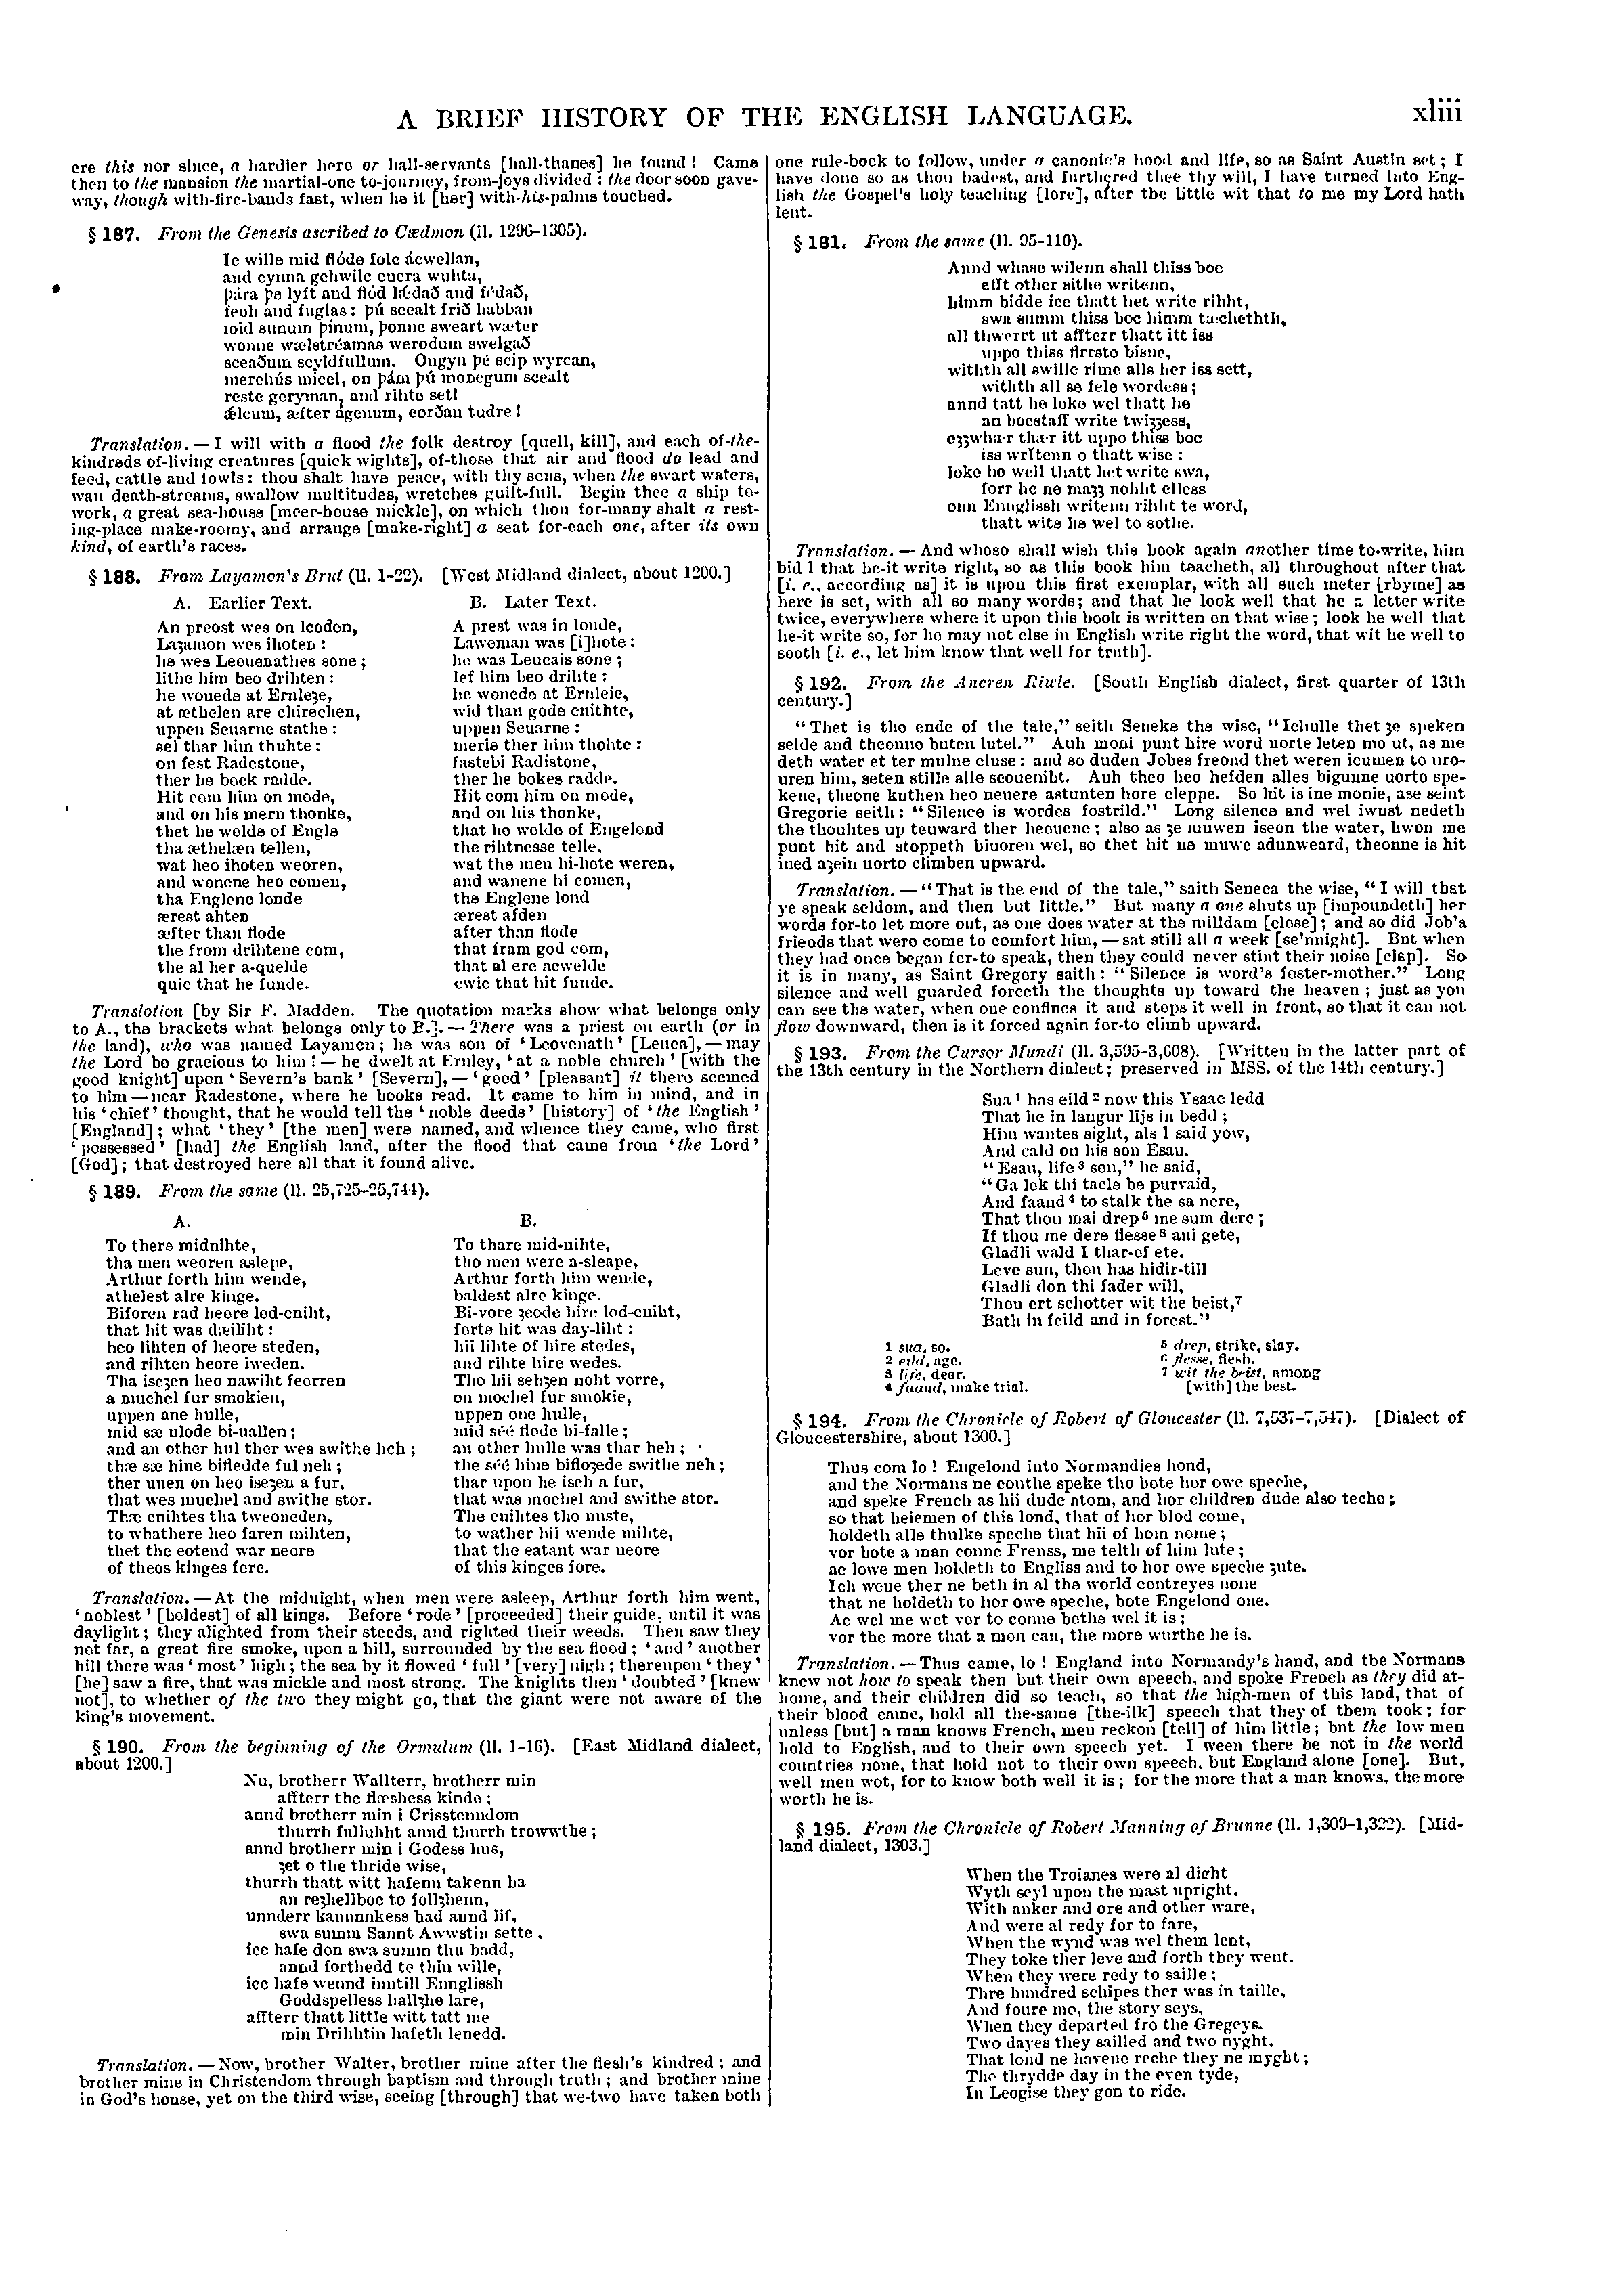 A BRIEF HISTORY OF THE ENGLISH LANGUAGE.
xliii
ere this nor since, a hardier hero or hall-servants [hall-thanes] he found! Came
then to the mansion the martial-one to-journey, from-joys divided: the door soon gave-
way, though with-fire-bands fast, when he it [her] with-his-palms touched.
§ 187. From the Genesis ascribed to Cædmon (ll. 1296-1305).
Ic wille mid flóde folc ácwellan,
and cynna gehwilc cucra wuhta,
þára þe lyft and flód lǽdað and fédað,
feoh and fuglas: þú scealt frið habban
mid sunum þínum, þonne sweart wæter
wonne wælstréamas werodum swelgað
sceaðum scyldfullum. Ongyn þé scip wyrcan,
merehús micel, on þám þú monegum scealt
reste geryman, and rihte setl
ǽlcum, æfter ágenum, eorðan tudre!
Translation. — I will with a flood the folk destroy [quell, kill], and each of-the-
kindreds of-living creatures [quick wights], of-those that air and flood do lead and
feed, cattle and fowls: thou shalt have peace, with thy sons, when the swart waters,
wan death-streams, swallow multitudes, wretches guilt-full. Begin thee a ship to-
work, a great sea-house [meer-house mickle], on which thou for-many shalt a rest-
ing-place make-roomy, and arrange [make-right] a seat for-each one, after its own
kind, of earth's races.
§ 188. From Layamon's Brut (ll. 1-22). [West Midland dialect, about 1200.]
A. Earlier Text.
An preost wes on leoden,
Laȝamon wes ihoten:
he wes Leouenathes sone;
lithe him beo drihten:
he wonede at Ernleȝe,
at æthelen are chirechen,
uppen Seuarne stathe:
sel thar him thuhte:
on fest Radestone,
ther he bock radde.
Hit com him on mode,
and on his mern thonke,
thet he wolde of Engle
tha æthelæn tellen,
wat heo ihoten weoren,
and wonene heo comen,
tha Englene londe
ærest ahten
æfter than flode
the from drihtene com,
the al her a-quelde
quic that he funde.
B. Later Text.
A prest was in londe,
Laweman was [i]hote:
he was Leucais sone;
lef him beo drihte:
he wonede at Ernleie,
wid than gode cnithte,
uppen Seuarne:
merie ther him thohte:
fastebi Radistone,
ther he bokes radde.
Hit com him on mode,
and on his thonke,
that he wolde of Engelond
the rihtnesse telle,
wat the men hi-hote weren,
and wanene hi comen,
the Englene lond
ærest afden
after than flode
that fram god com,
that al ere acwelde
cwic that hit funde.
Translation [by Sir F. Madden. The quotation marks show what belongs only
to A., the brackets what belongs only to B.]. — There was a priest on earth (or in
the land), who was named Layamon; he was son of 'Leovenath' [Leuca], — may
the Lord be gracious to him! — he dwelt at Ernley, 'at a noble church' [with the
good knight] upon 'Severn's bank' [Severn], — 'good' [pleasant] it there seemed
to him — near Radestone, where he books read. It came to him in mind, and in
his 'chief' thought, that he would tell the 'noble deeds' [history] of 'the English'
[England]; what 'they' [the men] were named, and whence they came, who first
'possessed' [had] the English land, after the flood that came from 'the Lord'
[God]; that destroyed here all that it found alive.
§ 189. From the same (ll. 25,725-25,744).
A.
To there midnihte,
tha men weoren aslepe,
Arthur forth him wende,
athelest alre kinge.
Biforen rad heore lod-cniht,
that hit was dæiliht:
heo lihten of heore steden,
and rihten heore iweden.
Tha iseȝen heo nawiht feorren
a muchel fur smokien,
uppen ane hulle,
mid sæ ulode bi-uallen;
and an other hul ther wes swithe heh;
thæ sæ hine bifledde ful neh;
ther unen on heo iseȝen a fur,
that wes muchel and swithe stor.
Thæ cnihtes tha tweoneden,
to whathere heo faren mihten,
thet the eotend war neore
of theos kinges fore.
B.
To thare mid-nihte,
tho men were a-sleape,
Arthur forth him wende,
baldest alre kinge.
Bi-vore ȝeode hire lod-cniht,
forte hit was day-liht:
hii lihte of hire stedes,
and rihte hire wedes.
Tho hii sehȝen noht vorre,
on mochel fur smokie,
uppen one hulle,
mid séé flode bi-falle;
an other hulle was thar heh;
the séé hine bifloȝede swithe neh;
thar upon he iseh a fur,
that was mochel and swithe stor.
The cnihtes tho nuste,
to wather hii wende mihte,
that the eatant war neore
of this kinges fore.
Translation. — At the midnight, when men were asleep, Arthur forth him went,
'noblest' [boldest] of all kings. Before 'rode' [proceeded] their guide, until it was
daylight; they alighted from their steeds, and righted their weeds. Then saw they
not far, a great fire smoke, upon a hill, surrounded by the sea flood; 'and' another
hill there was 'most' high; the sea by it flowed 'full' [very] nigh; thereupon 'they'
[he] saw a fire, that was mickle and most strong. The knights then 'doubted' [knew
not], to whether of the two they might go, that the giant were not aware of the
king's movement.
§ 190. From the beginning of the Ormulum (ll. 1-16). [East Midland dialect,
about 1200.]
Nu, brotherr Wallterr, brotherr min
affterr the flæshess kinde;
annd brotherr min i Crisstenndom
thurrh fulluhht annd thurrh trowwthe;
annd brotherr min i Godess hus,
ȝet o the thride wise,
thurrh thatt witt hafenn takenn ba
an reȝhellboc to follȝhenn,
unnderr kanunnkess had annd lif,
swa summ Sannt Awwstin sette.
icc hafe don swa summ thu badd,
annd forthedd te thin wille,
icc hafe wennd inntill Ennglissh
Goddspelless hallȝhe lare,
affterr thatt little witt tatt me
min Drihhtin hafeth lenedd.
Translation. — Now, brother Walter, brother mine after the flesh's kindred; and
brother mine in Christendom through baptism and through truth; and brother mine
in God's house, yet on the third wise, seeing [through] that we-two have taken both
one rule-book to follow, under a canonic's hood and life, so as Saint Austin set; I
have done so as thou badest, and furthered thee thy will, I have turned into Eng-
lish the Gospel's holy teaching [lore], after the little wit that to me my Lord hath
lent.
§ 181. From the same (ll. 95-110).
Annd whase wilenn shall thiss boc
efft other sithe writenn,
himm bidde icc thatt het write rihht,
swa summ thiss boc himm tæchethth,
all thwerrt ut affterr thatt itt iss
uppo thiss firrste bisne,
withth all swillc rime alls her iss sett,
withth all se fele wordess;
annd tatt he loke wel thatt he
an bocstaff write twiȝȝess,
eȝȝwhær thær itt uppo thiss boc
iss writenn o thatt wise:
loke he well thatt het write swa,
forr he ne maȝȝ nohht elless
onn Ennglissh writenn rihht te word,
thatt wite he wel to sothe.
Translation. — And whoso shall wish this book again another time to-write, him
bid I that he-it write right, so as this book him teacheth, all throughout after that
[i. e., according as] it is upon this first exemplar, with all such meter [rhyme] as
here is set, with all so many words; and that he look well that he a letter write
twice, everywhere where it upon this book is written on that wise; look he well that
he-it write so, for he may not else in English write right the word, that wit he well to
sooth [i. e., let him know that well for truth].
§ 192. From the Ancren Riwle. [South English dialect, first quarter of 13th
century.]
"Thet is the ende of the tale," seith Seneke the wise, "Ichulle thet ȝe speken
selde and theonne buten lutel." Auh moni punt hire word uorte leten mo ut, as me
deth water et ter mulne cluse: and so duden Jobes freond thet weren icumen to uro-
uren him, seten stille alle seoueniht. Auh theo heo hefden alles bigunne uorto spe-
kene, theone kuthen heo neuere astunten hore cleppe. So hit is ine monie, ase seint
Gregorie seith: "Silence is wordes fostrild." Long silence and wel iwust nedeth
the thouhtes up touward ther heouene; also as ȝe muwen iseon the water, hwon me
punt hit and stoppeth biuoren wel, so thet hit ne muwe aduneward, theonne is hit
ined aȝein uorto climben upward.
Translation. — "That is the end of the tale," saith Seneca the wise, "I will that
ye speak seldom, and then but little." But many a one shuts up [impoundeth] her
words for-to let more out, as one does water at the milldam [close]; and so did Job's
friends that were come to comfort him, — sat still all a week [se'nnight]. But when
they had once began for-to speak, then they could never stint their noise [clap]. So
it is in many, as Saint Gregory saith: "Silence is word's foster-mother." Long
silence and well guarded forceth the thoughts up toward the heaven; just as you
can see the water, when one confines it and stops it well in front, so that it can not
flow downward, then is it forced again for-to climb upward.
§ 193. From the Cursor Mundi (ll. 3,595-3,608). [Written in the latter part of
the 13th century in the Northern dialect; preserved in MSS. of the 14th century.]
Sua ¹ has eild ² now this Ysaac ledd
That he in langur lijs in bedd;
Him wantes sight, als I said yow,
And cald on his son Esau.
"Esau, life ³ son," he said,
"Ga lok thi tacle be purvaid,
And faand ⁴ to stalk the sa nere,
That thou mai drep ⁵ me sum dere;
If thou me dere flesse ⁶ ani gete,
Gladli wald I thar-of ete.
Leve sun, thou has hidir-till
Gladli don thi fader will,
Thou ert schotter wit the beist,⁷
Bath in feild and in forest."
1 sua, so.
2 eild, age.
3 life, dear.
4 faand, make trial.
5 drep, strike, slay.
6 flesse, flesh.
7 wit the beist, among
[with] the best.
§ 194. From the Chronicle of Robert of Gloucester (ll. 7,537-7,547). [Dialect of
Gloucestershire, about 1300.]
Thus com lo! Engelond into Normandies hond,
and the Normans ne couthe speke tho bote hor owe speche,
and speke French as hii dude atom, and hor children dude also teche;
so that heiemen of this lond, that of hor blod come,
holdeth alle thulke speche that hii of hom nome;
vor bote a man conne Frenss, me telth of him lute;
ac lowe men holdeth to Engliss and to hor owe speche ȝute.
Ich wene ther ne beth in al the world contreyes none
that ne holdeth to hor owe speche, bote Engelond one.
Ac wel me wot vor to conne bothe wel it is;
vor the more that a mon can, the more wurthe he is.
Translation. — Thus came, lo! England into Normandy's hand, and the Normans
knew not how to speak then but their own speech, and spoke French as they did at-
home, and their children did so teach, so that the high-men of this land, that of
their blood came, hold all the-same [the-ilk] speech that they of them took; for
unless [but] a man knows French, men reckon [tell] of him little; but the low men
hold to English, and to their own speech yet. I ween there be not in the world
countries none, that hold not to their own speech, but England alone [one]. But,
well men wot, for to know both well it is; for the more that a man knows, the more
worth he is.
§ 195. From the Chronicle of Robert Manning of Brunne (ll. 1,309-1,322). [Mid-
land dialect, 1303.]
When the Troianes were al dight
Wyth seyl upon the mast upright.
With anker and ore and other ware,
And were al redy for to fare,
When the wynd was wel them lent,
They toke ther leve and forth they went.
When they were redy to saille;
Thre hundred schipes ther was in taille,
And foure mo, the story seys,
When they departed fro the Gregeys.
Two dayes they sailled and two nyght,
That lond ne havene reche they ne myght;
The thrydde day in the even tyde,
In Leogise they gon to ride.